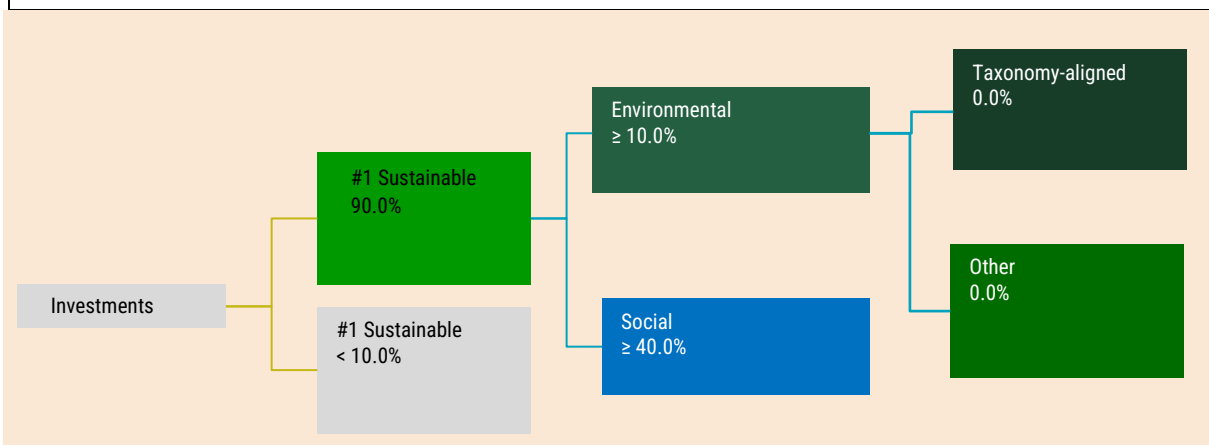 Investments
#1 Sustainable
90.0%
#1 Sustainable
< 10.0%
Environmental
≥ 10.0%
Social
≥ 40.0%
Taxonomy-aligned
0.0%
Other
0.0%